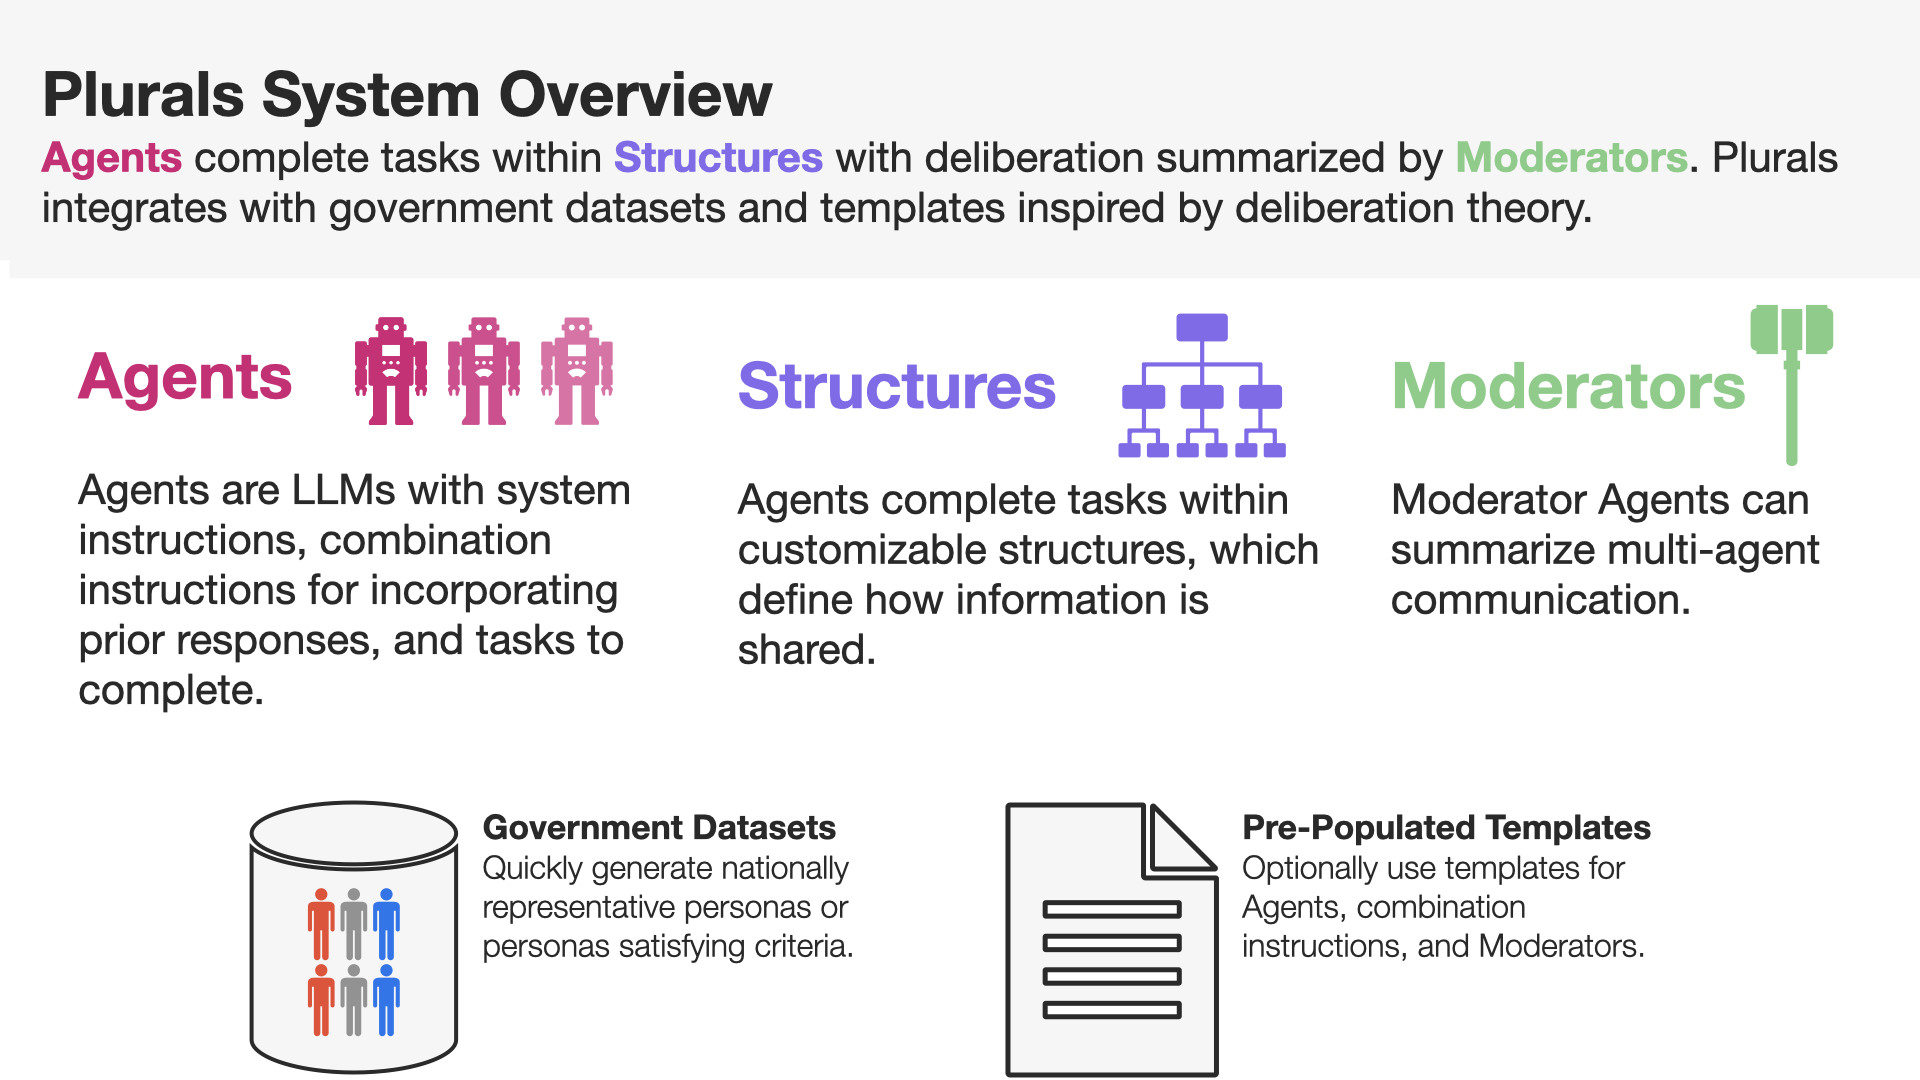 Plurals System Overview
Agents complete tasks within Structures with deliberation summarized by Moderators. Plurals
integrates with government datasets and templates inspired by deliberation theory.
Agents
Agents are LLMs with system
instructions, combination
instructions for incorporating
prior responses, and tasks to
complete.
Structures
Agents complete tasks within
customizable structures, which
define how information is
shared.
Moderators
Moderator Agents can
summarize multi-agent
communication.
Government Datasets
Quickly generate nationally
representative personas or
personas satisfying criteria.
Pre-Populated Templates
Optionally use templates for
Agents, combination
instructions, and Moderators.